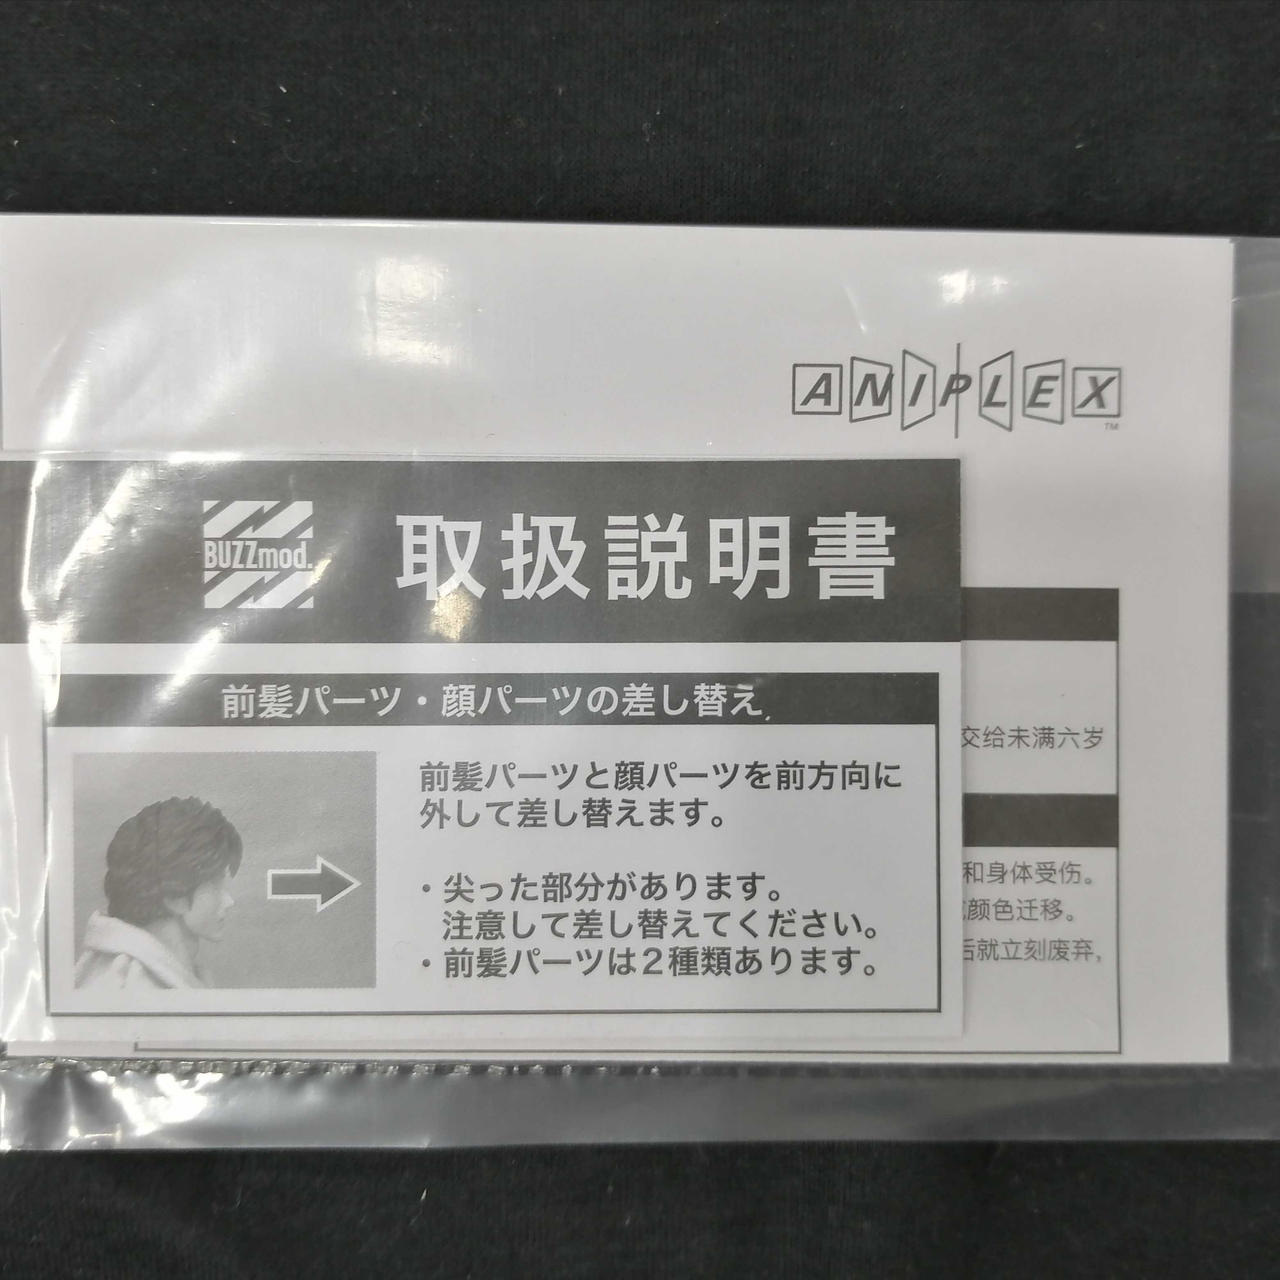 ANIPLEX
TM
BUZZmod.
取扱説明書
前髪パーツ・顔パーツの差し替え
前髪パーツと顔パーツを前方向に
外して差し替えます。
・尖った部分があります。
注意して差し替えてください。
・前髪パーツは2種類あります。
交给未满六岁
和身体受伤。
颜色迁移。
后就立刻废弃,